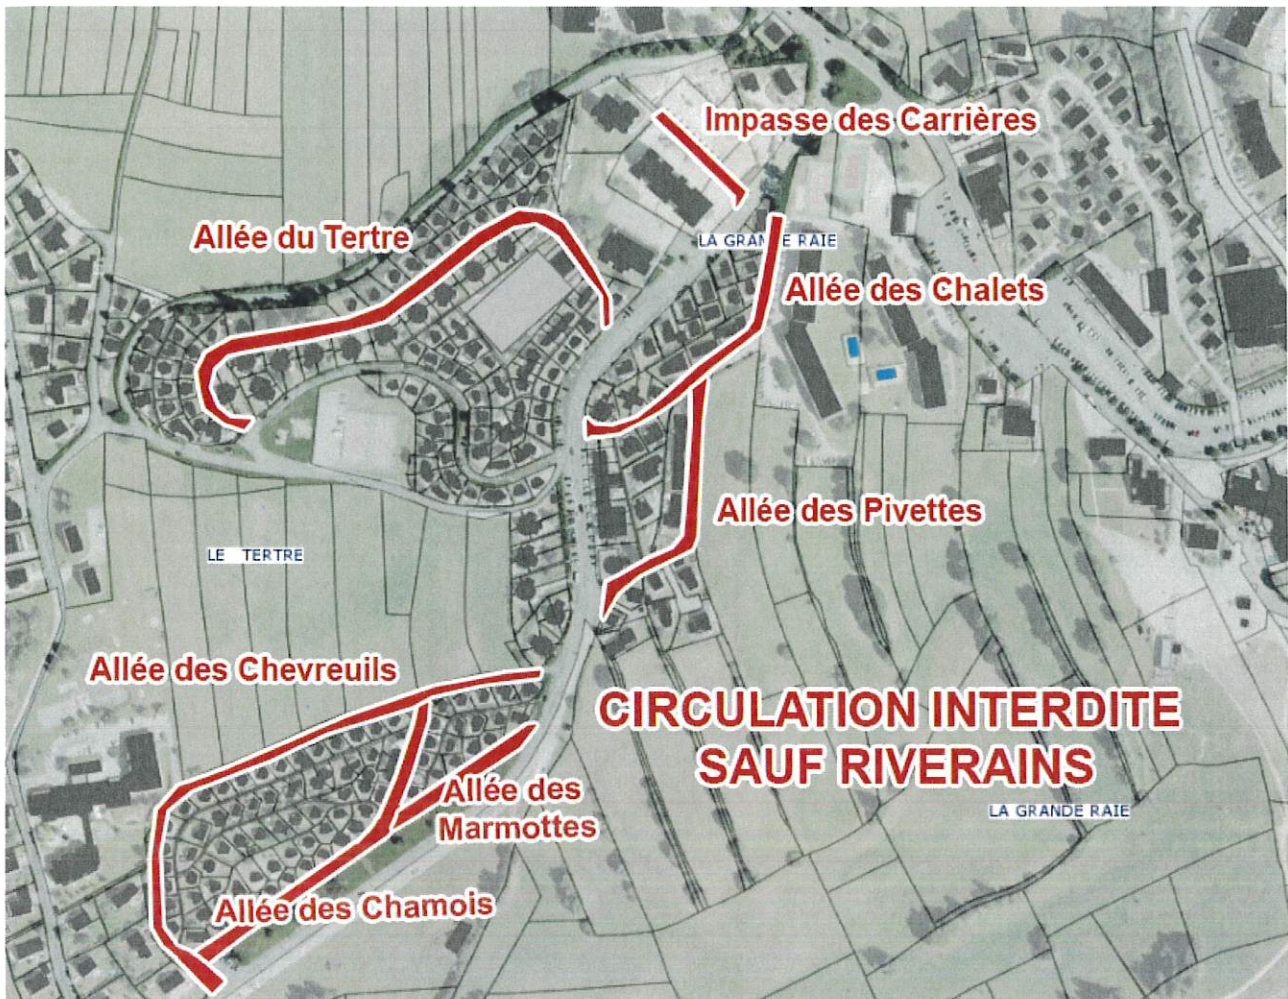 Impasse des Carrières
Allée du Tertre
LA GRANDE RAIE
Allée des Chalets
Allée des Pivettes
LE TERTRE
Allée des Chevreuils
CIRCULATION INTERDITE
SAUF RIVERAINS
Allée des
Marmottes
LA GRANDE RAIE
Allée des Chamois